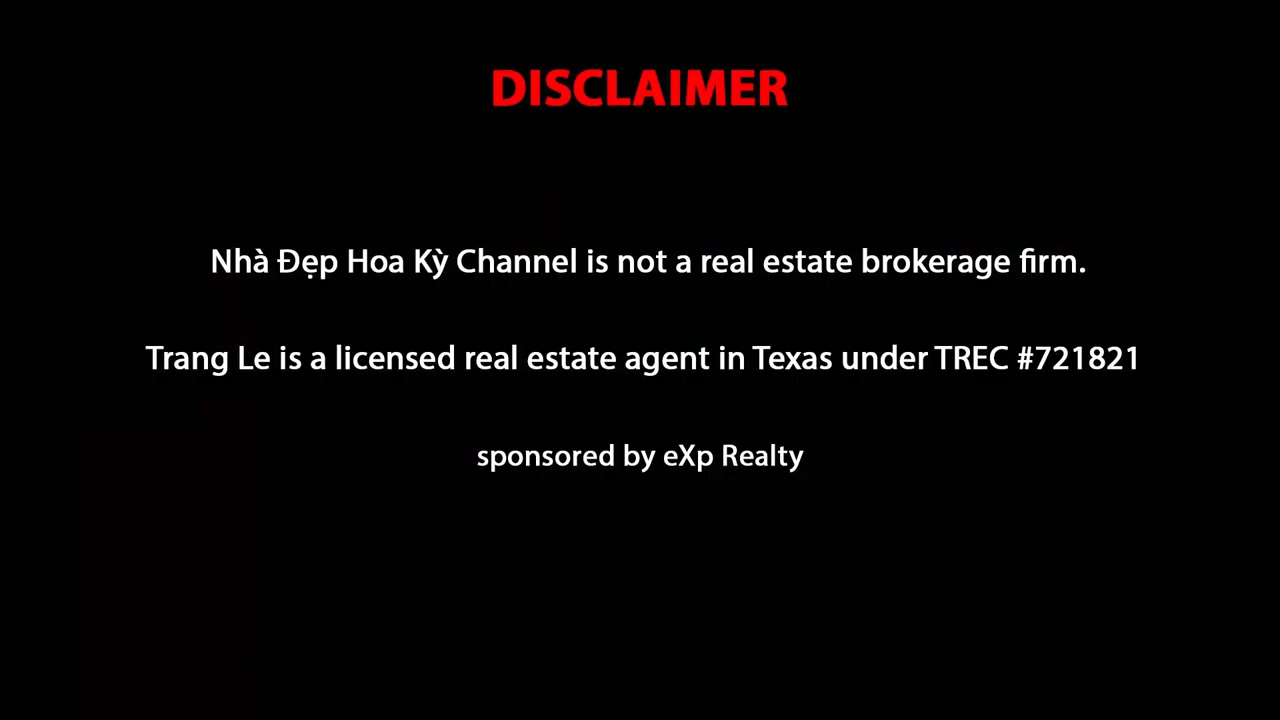 DISCLAIMER
Nhà Đẹp Hoa Kỳ Channel is not a real estate brokerage firm.
Trang Le is a licensed real estate agent in Texas under TREC #721821
sponsored by eXp Realty